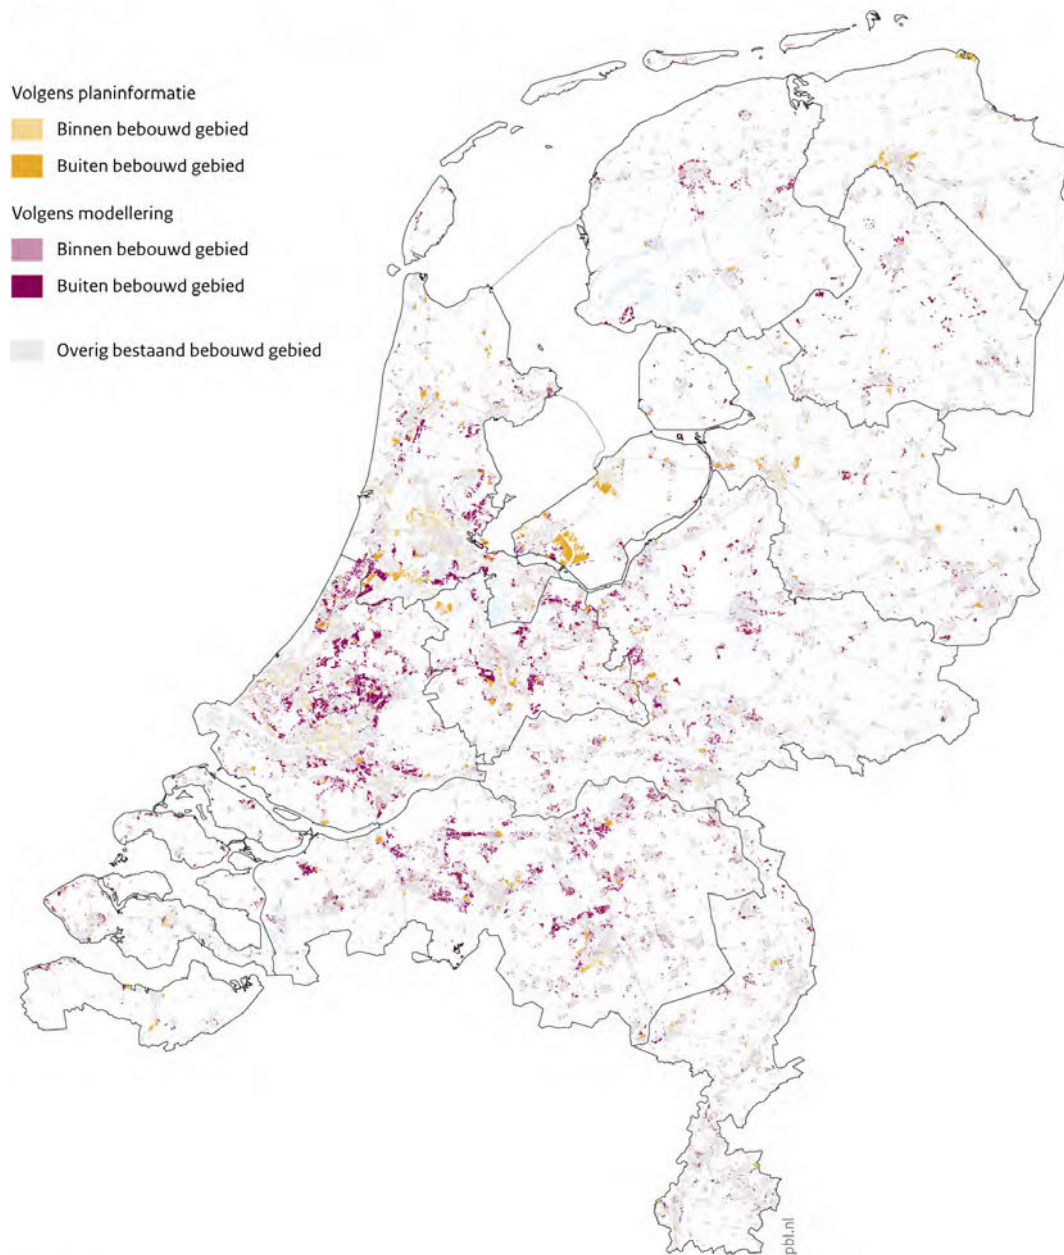 Volgens planinformatie
Binnen bebouwd gebied
Buiten bebouwd gebied
Volgens modellering
Binnen bebouwd gebied
Buiten bebouwd gebied
Overig bestaand bebouwd gebied
pbl.nl